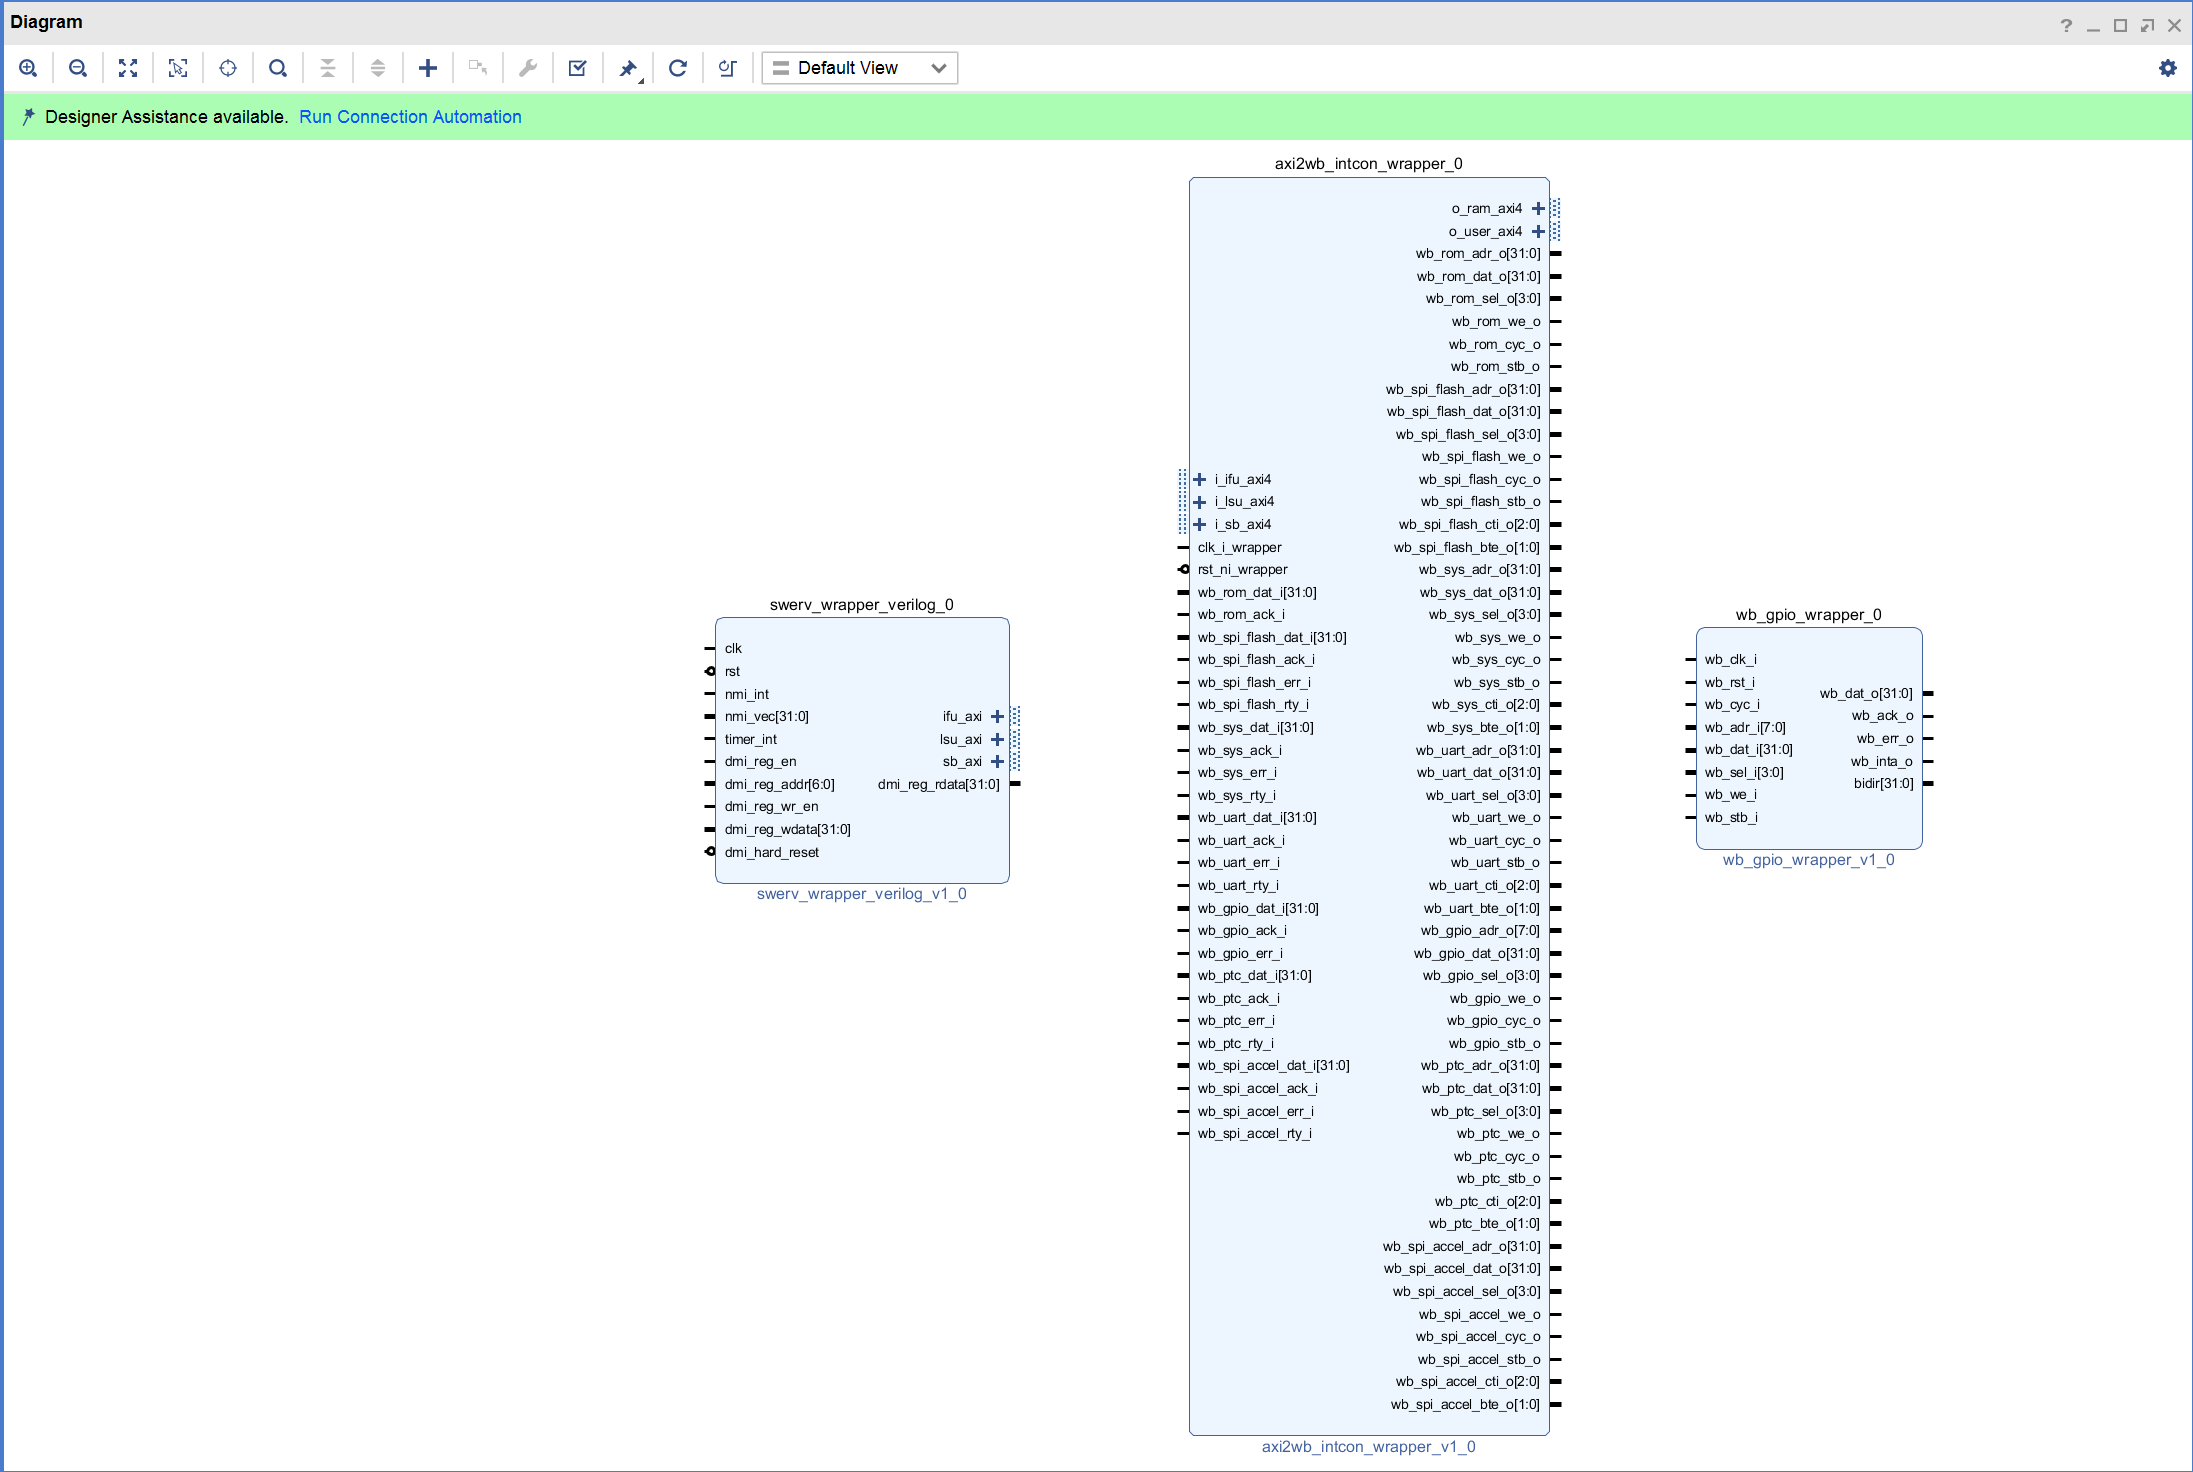 Diagram
?
Default View
Designer Assistance available. Run Connection Automation
swerv_wrapper_verilog_0
clk
rst
nmi_int
nmi_vec[31:0]
timer_int
dmi_reg_en
dmi_reg_addr[6:0]
dmi_reg_wr_en
dmi_reg_wdata[31:0]
dmi_hard_reset
ifu_axi
lsu_axi
sb_axi
dmi_reg_rdata[31:0]
swerv_wrapper_verilog_v1_0
axi2wb_intcon_wrapper_0
i_ifu_axi4
i_lsu_axi4
i_sb_axi4
clk_i_wrapper
rst_ni_wrapper
wb_rom_dat_i[31:0]
wb_rom_ack_i
wb_spi_flash_dat_i[31:0]
wb_spi_flash_ack_i
wb_spi_flash_err_i
wb_spi_flash_rty_i
wb_sys_dat_i[31:0]
wb_sys_ack_i
wb_sys_err_i
wb_sys_rty_i
wb_uart_dat_i[31:0]
wb_uart_ack_i
wb_uart_err_i
wb_uart_rty_i
wb_gpio_dat_i[31:0]
wb_gpio_ack_i
wb_gpio_err_i
wb_ptc_dat_i[31:0]
wb_ptc_ack_i
wb_ptc_err_i
wb_ptc_rty_i
wb_spi_accel_dat_i[31:0]
wb_spi_accel_ack_i
wb_spi_accel_err_i
wb_spi_accel_rty_i
o_ram_axi4
o_user_axi4
wb_rom_adr_o[31:0]
wb_rom_dat_o[31:0]
wb_rom_sel_o[3:0]
wb_rom_we_o
wb_rom_cyc_o
wb_rom_stb_o
wb_spi_flash_adr_o[31:0]
wb_spi_flash_dat_o[31:0]
wb_spi_flash_sel_o[3:0]
wb_spi_flash_we_o
wb_spi_flash_cyc_o
wb_spi_flash_stb_o
wb_spi_flash_cti_o[2:0]
wb_spi_flash_bte_o[1:0]
wb_sys_adr_o[31:0]
wb_sys_dat_o[31:0]
wb_sys_sel_o[3:0]
wb_sys_we_o
wb_sys_cyc_o
wb_sys_stb_o
wb_sys_cti_o[2:0]
wb_sys_bte_o[1:0]
wb_uart_adr_o[31:0]
wb_uart_dat_o[31:0]
wb_uart_sel_o[3:0]
wb_uart_we_o
wb_uart_cyc_o
wb_uart_stb_o
wb_uart_cti_o[2:0]
wb_uart_bte_o[1:0]
wb_gpio_adr_o[7:0]
wb_gpio_dat_o[31:0]
wb_gpio_sel_o[3:0]
wb_gpio_we_o
wb_gpio_cyc_o
wb_gpio_stb_o
wb_ptc_adr_o[31:0]
wb_ptc_dat_o[31:0]
wb_ptc_sel_o[3:0]
wb_ptc_we_o
wb_ptc_cyc_o
wb_ptc_stb_o
wb_ptc_cti_o[2:0]
wb_ptc_bte_o[1:0]
wb_spi_accel_adr_o[31:0]
wb_spi_accel_dat_o[31:0]
wb_spi_accel_sel_o[3:0]
wb_spi_accel_we_o
wb_spi_accel_cyc_o
wb_spi_accel_stb_o
wb_spi_accel_cti_o[2:0]
wb_spi_accel_bte_o[1:0]
axi2wb_intcon_wrapper_v1_0
wb_gpio_wrapper_0
wb_clk_i
wb_rst_i
wb_cyc_i
wb_adr_i[7:0]
wb_dat_i[31:0]
wb_sel_i[3:0]
wb_we_i
wb_stb_i
wb_dat_o[31:0]
wb_ack_o
wb_err_o
wb_inta_o
bidir[31:0]
wb_gpio_wrapper_v1_0